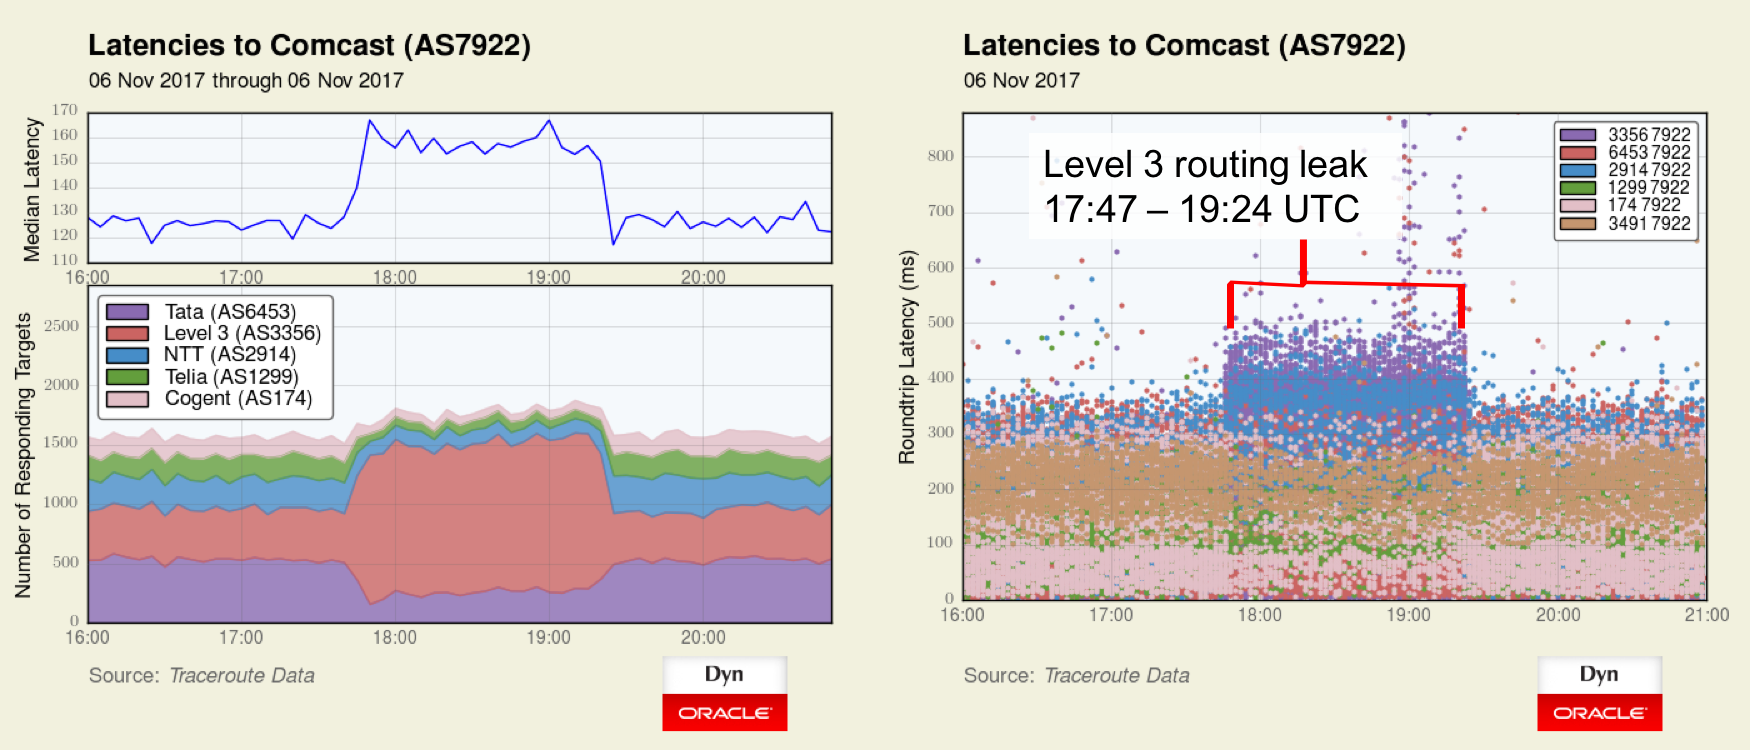 Latencies to Comcast (AS7922)
06 Nov 2017 through 06 Nov 2017
Median Latency
170
160
150
140
130
120
110
16:00 17:00 18:00 19:00 20:00
Number of Responding Targets
2500
2000
1500
1000
500
0
Tata (AS6453)
Level 3 (AS3356)
NTT (AS2914)
Telia (AS1299)
Cogent (AS174)
16:00 17:00 18:00 19:00 20:00
Source: Traceroute Data
Dyn
ORACLE
Latencies to Comcast (AS7922)
06 Nov 2017
Roundtrip Latency (ms)
800
700
600
500
400
300
200
100
0
Level 3 routing leak
17:47 – 19:24 UTC
3356 7922
6453 7922
2914 7922
1299 7922
174 7922
3491 7922
16:00 17:00 18:00 19:00 20:00 21:00
Source: Traceroute Data
Dyn
ORACLE